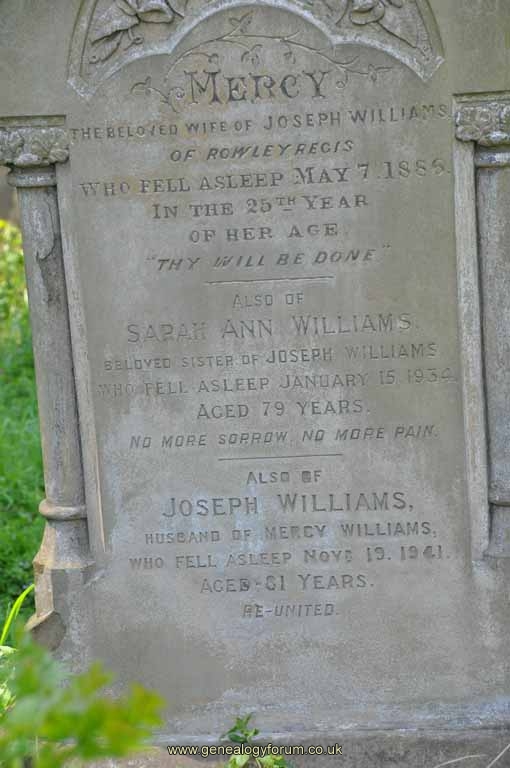 MERCY
THE BELOVED WIFE OF JOSEPH WILLIAMS
OF ROWLEY REGIS
WHO FELL ASLEEP MAY 7, 1886.
IN THE 25TH YEAR
OF HER AGE.
"THY WILL BE DONE"
ALSO OF
SARAH ANN WILLIAMS.
BELOVED SISTER OF JOSEPH WILLIAMS
WHO FELL ASLEEP JANUARY 15, 1934
AGED 79 YEARS.
NO MORE SORROW, NO MORE PAIN.
ALSO OF
JOSEPH WILLIAMS,
HUSBAND OF MERCY WILLIAMS,
WHO FELL ASLEEP NOVR 19, 1941.
AGED 81 YEARS.
RE-UNITED.
www.genealogyforum.co.uk